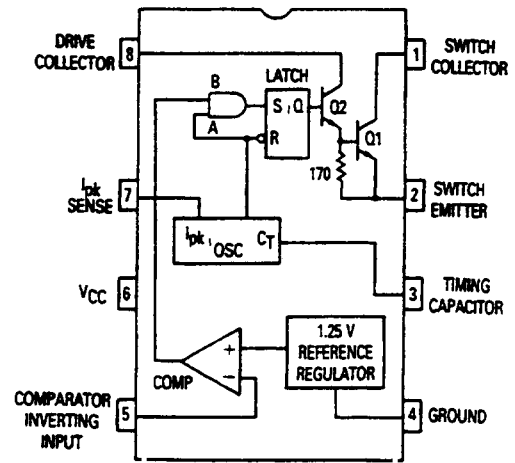 DRIVE
COLLECTOR
8
1
SWITCH
COLLECTOR
LATCH
B
A
S
Q
R
Q2
Q1
170
Ipk
SENSE
7
2
SWITCH
EMITTER
Ipk
OSC
CT
VCC
6
3
TIMING
CAPACITOR
1.25 V
REFERENCE
REGULATOR
+
−
COMP
COMPARATOR
INVERTING
INPUT
5
4
GROUND